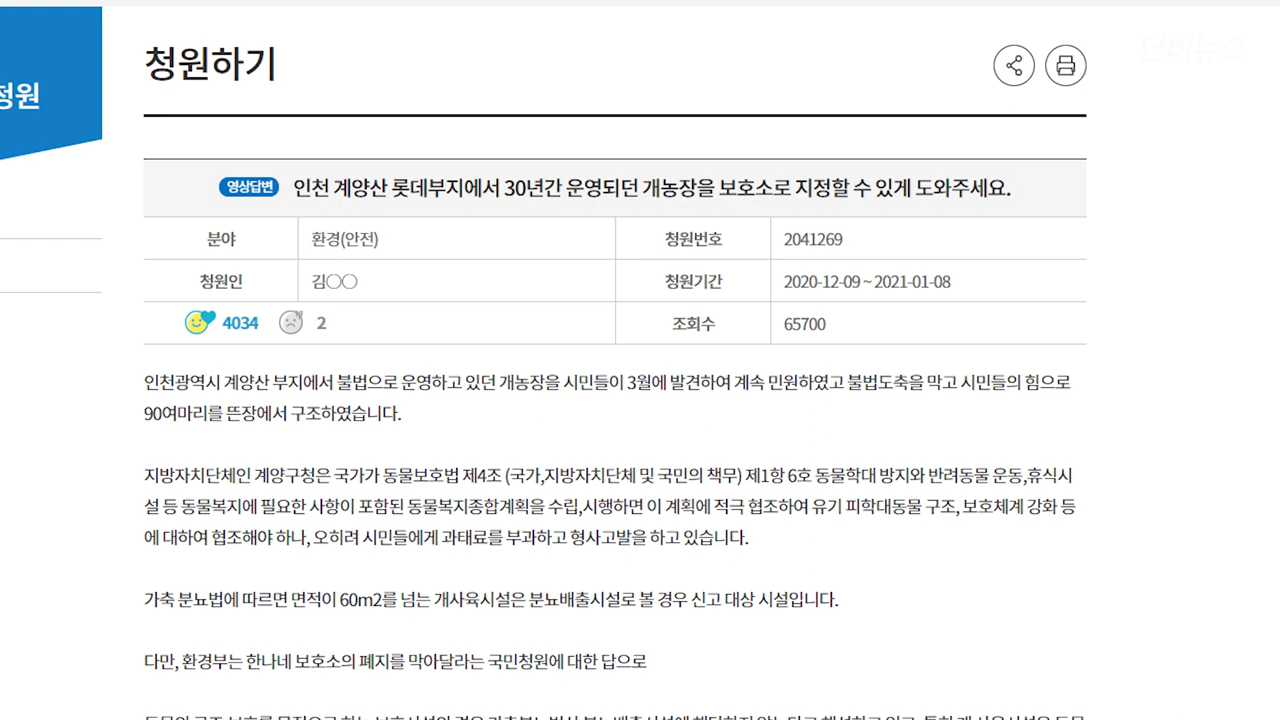 단비뉴스
청원하기
청원
영상답변 인천 계양산 롯데부지에서 30년간 운영되던 개농장을 보호소로 지정할 수 있게 도와주세요.
분야 환경(안전) 청원번호 2041269
청원인 김○○ 청원기간 2020-12-09 ~ 2021-01-08
4034 2 조회수 65700
인천광역시 계양산 부지에서 불법으로 운영하고 있던 개농장을 시민들이 3월에 발견하여 계속 민원하였고 불법도축을 막고 시민들의 힘으로
90여마리를 뜬장에서 구조하였습니다.
지방자치단체인 계양구청은 국가가 동물보호법 제4조 (국가,지방자치단체 및 국민의 책무) 제1항 6호 동물학대 방지와 반려동물 운동,휴식시
설 등 동물복지에 필요한 사항이 포함된 동물복지종합계획을 수립,시행하면 이 계획에 적극 협조하여 유기 피학대동물 구조, 보호체계 강화 등
에 대하여 협조해야 하나, 오히려 시민들에게 과태료를 부과하고 형사고발을 하고 있습니다.
가축 분뇨법에 따르면 면적이 60m2를 넘는 개사육시설은 분뇨배출시설로 볼 경우 신고 대상 시설입니다.
다만, 환경부는 한나네 보호소의 폐지를 막아달라는 국민청원에 대한 답으로